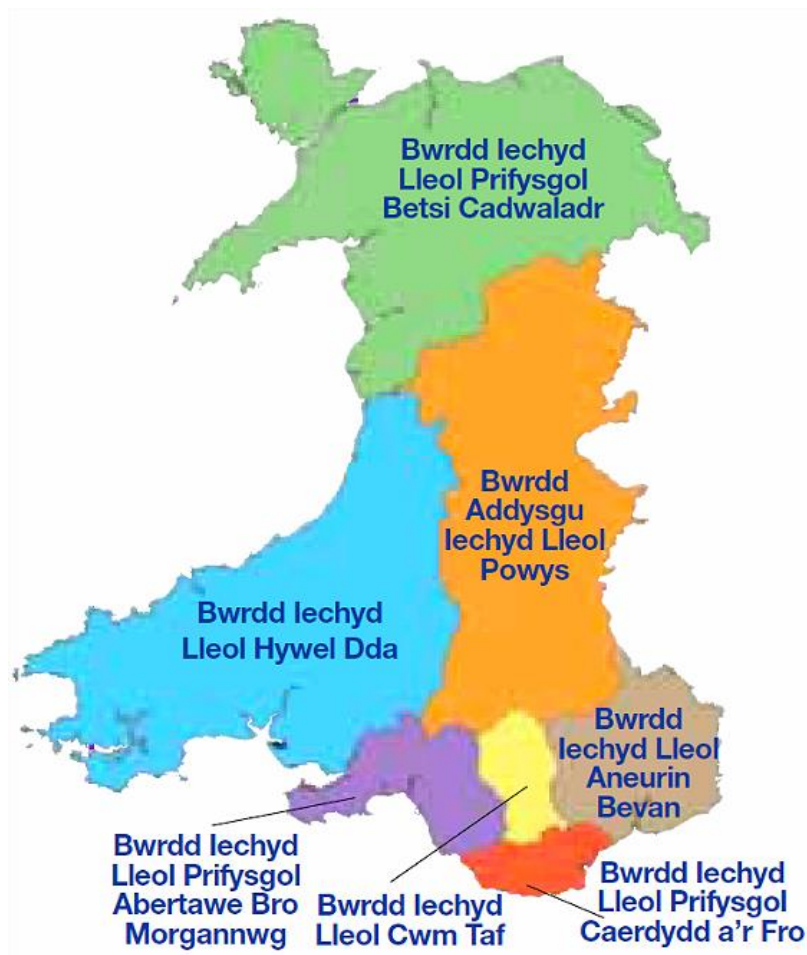 Bwrdd Iechyd
Lleol Prifysgol
Betsi Cadwaladr
Bwrdd
Addysgu
Iechyd Lleol
Powys
Bwrdd Iechyd
Lleol Hywel Dda
Bwrdd
Iechyd Lleol
Aneurin
Bevan
Bwrdd Iechyd
Lleol Prifysgol
Abertawe Bro
Morgannwg
Bwrdd Iechyd
Lleol Cwm Taf
Bwrdd Iechyd
Lleol Prifysgol
Caerdydd a'r Fro